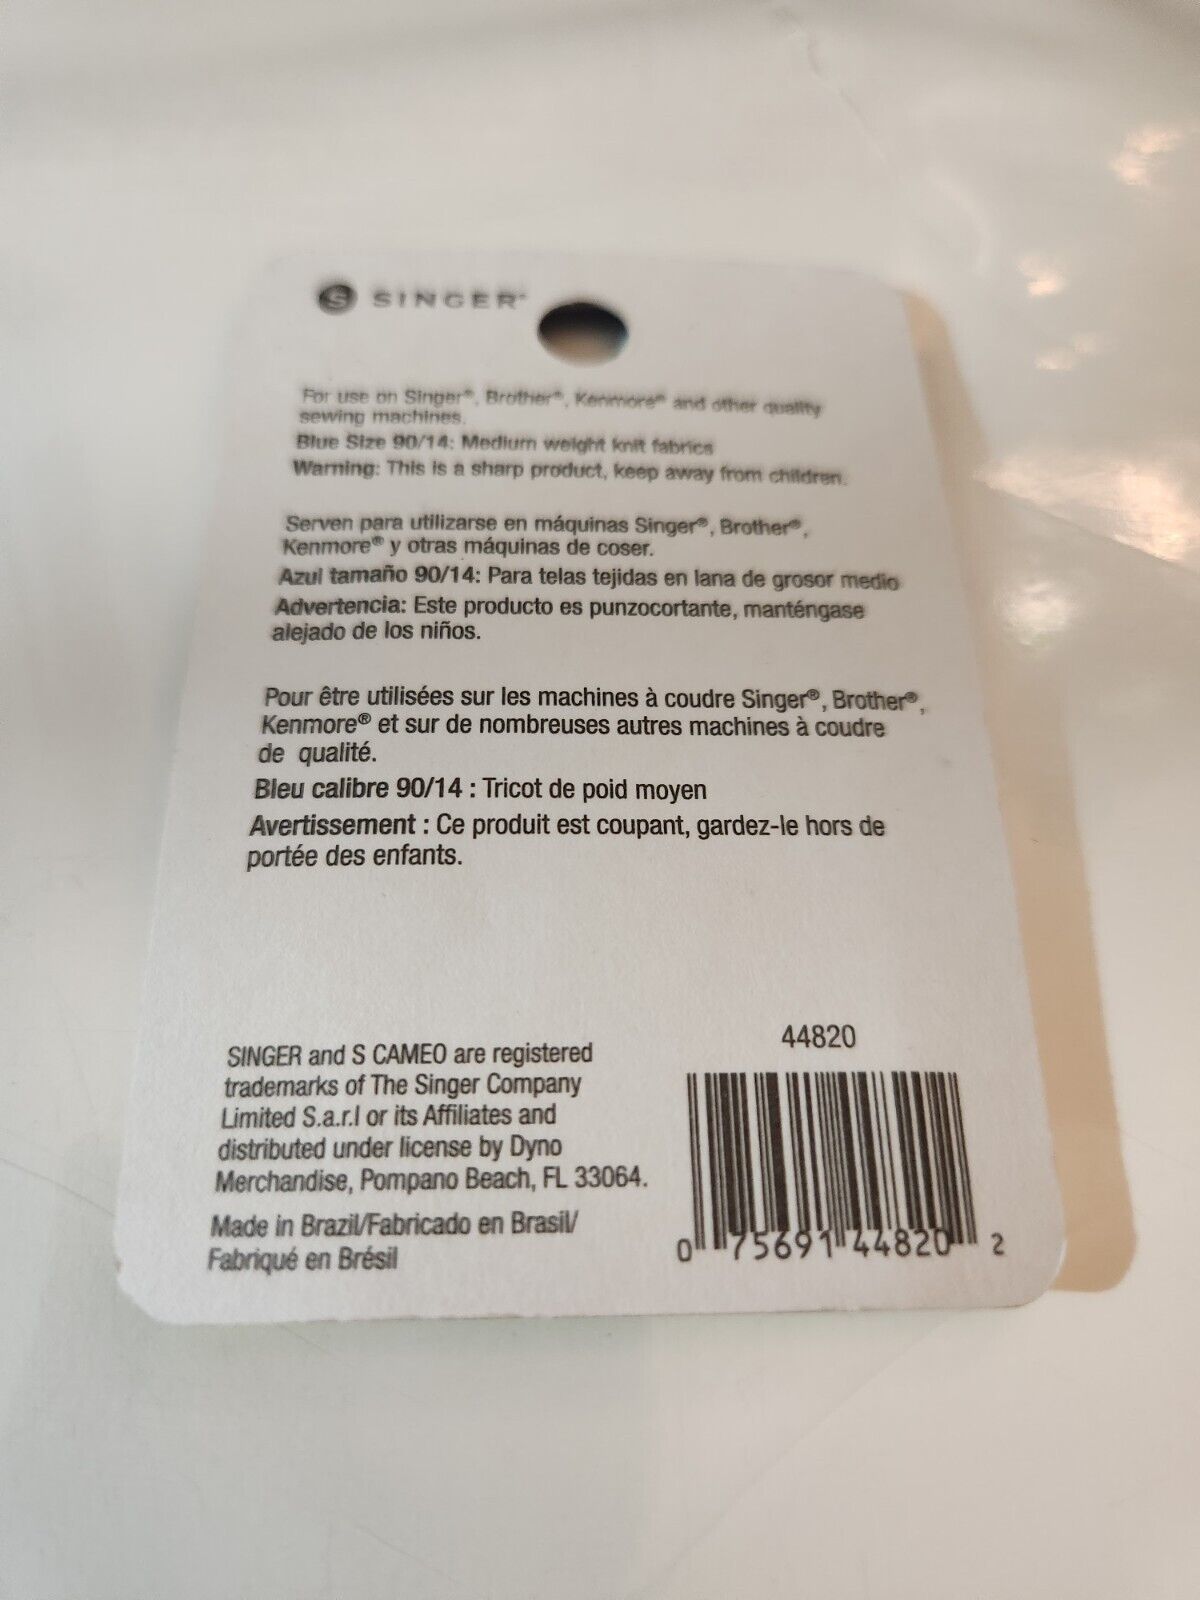 S SINGER™
For use on Singer®, Brother®, Kenmore® and other quality
sewing machines.
Blue Size 90/14: Medium weight knit fabrics
Warning: This is a sharp product, keep away from children.
Serven para utilizarse en máquinas Singer®, Brother®,
Kenmore® y otras máquinas de coser.
Azul tamaño 90/14: Para telas tejidas en lana de grosor medio
Advertencia: Este producto es punzocortante, manténgase
alejado de los niños.
Pour être utilisées sur les machines à coudre Singer®, Brother®,
Kenmore® et sur de nombreuses autres machines à coudre
de qualité.
Bleu calibre 90/14 : Tricot de poid moyen
Avertissement : Ce produit est coupant, gardez-le hors de
portée des enfants.
SINGER and S CAMEO are registered
trademarks of The Singer Company
Limited S.a.r.l or its Affiliates and
distributed under license by Dyno
Merchandise, Pompano Beach, FL 33064.
Made in Brazil/Fabricado en Brasil/
Fabriqué en Brésil
44820
0 75691 44820 2